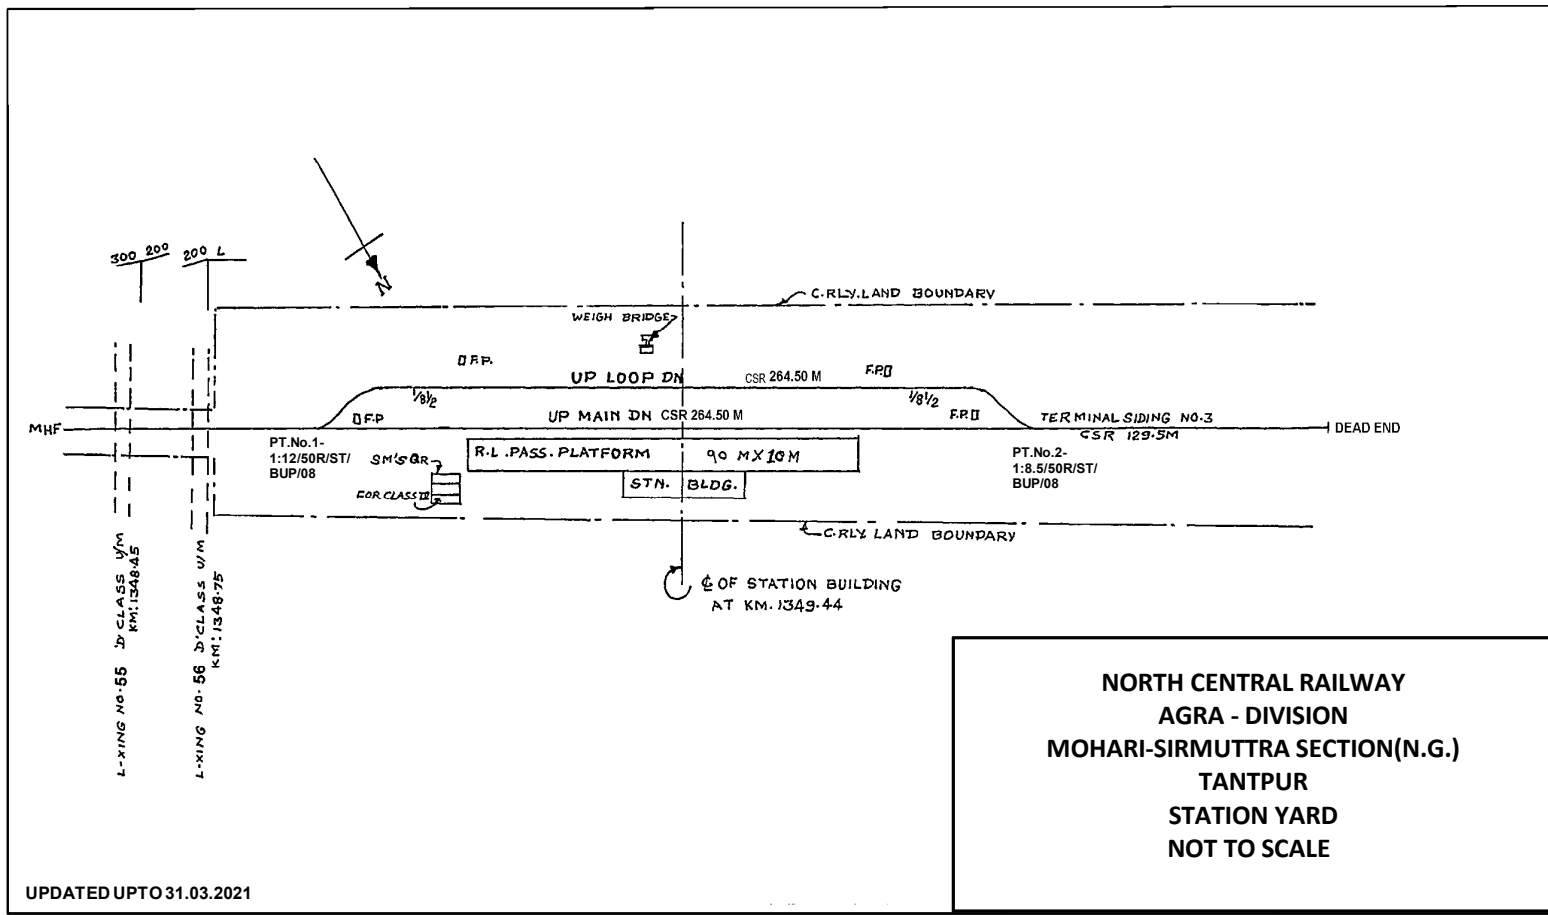 N
300 200
200 L
C.RLY. LAND BOUNDARY
WEIGH BRIDGE
F.P.
UP LOOP DN
CSR 264.50 M
F.P.
1/8½
1/8½
F.P
UP MAIN DN CSR 264.50 M
F.P.
TERMINAL SIDING NO.3
CSR 129.5M
MHF
DEAD END
PT.No.1-
1:12/50R/ST/
BUP/08
R.L.PASS. PLATFORM 90 M X 10 M
PT.No.2-
1:8.5/50R/ST/
BUP/08
SM'S QR
FOR CLASS IV
STN. BLDG.
C.RLY. LAND BOUNDARY
L-XING NO.55 'D'CLASS U/M
KM: 1348.45
L-XING NO.56 D'CLASS U/M
KM: 1348.75
℄ OF STATION BUILDING
AT KM. 1349.44
NORTH CENTRAL RAILWAY
AGRA - DIVISION
MOHARI-SIRMUTTRA SECTION(N.G.)
TANTPUR
STATION YARD
NOT TO SCALE
UPDATED UPTO 31.03.2021